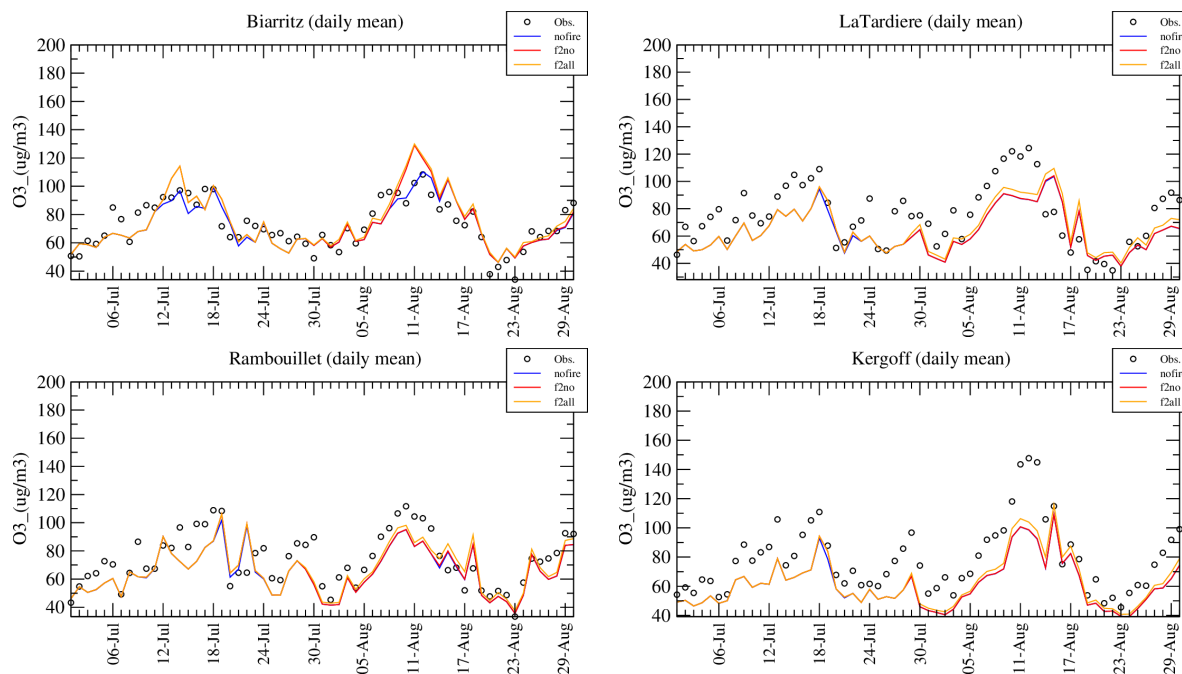 Biarritz (daily mean)
Obs.
nofire
f2no
f2all
O3_(ug/m3)
200
180
160
140
120
100
80
60
40
06-Jul
12-Jul
18-Jul
24-Jul
30-Jul
05-Aug
11-Aug
17-Aug
23-Aug
29-Aug
LaTardiere (daily mean)
Obs.
nofire
f2no
f2all
O3_(ug/m3)
200
180
160
140
120
100
80
60
40
06-Jul
12-Jul
18-Jul
24-Jul
30-Jul
05-Aug
11-Aug
17-Aug
23-Aug
29-Aug
Rambouillet (daily mean)
Obs.
nofire
f2no
f2all
O3_(ug/m3)
200
180
160
140
120
100
80
60
40
06-Jul
12-Jul
18-Jul
24-Jul
30-Jul
05-Aug
11-Aug
17-Aug
23-Aug
29-Aug
Kergoff (daily mean)
Obs.
nofire
f2no
f2all
O3_(ug/m3)
200
180
160
140
120
100
80
60
40
06-Jul
12-Jul
18-Jul
24-Jul
30-Jul
05-Aug
11-Aug
17-Aug
23-Aug
29-Aug